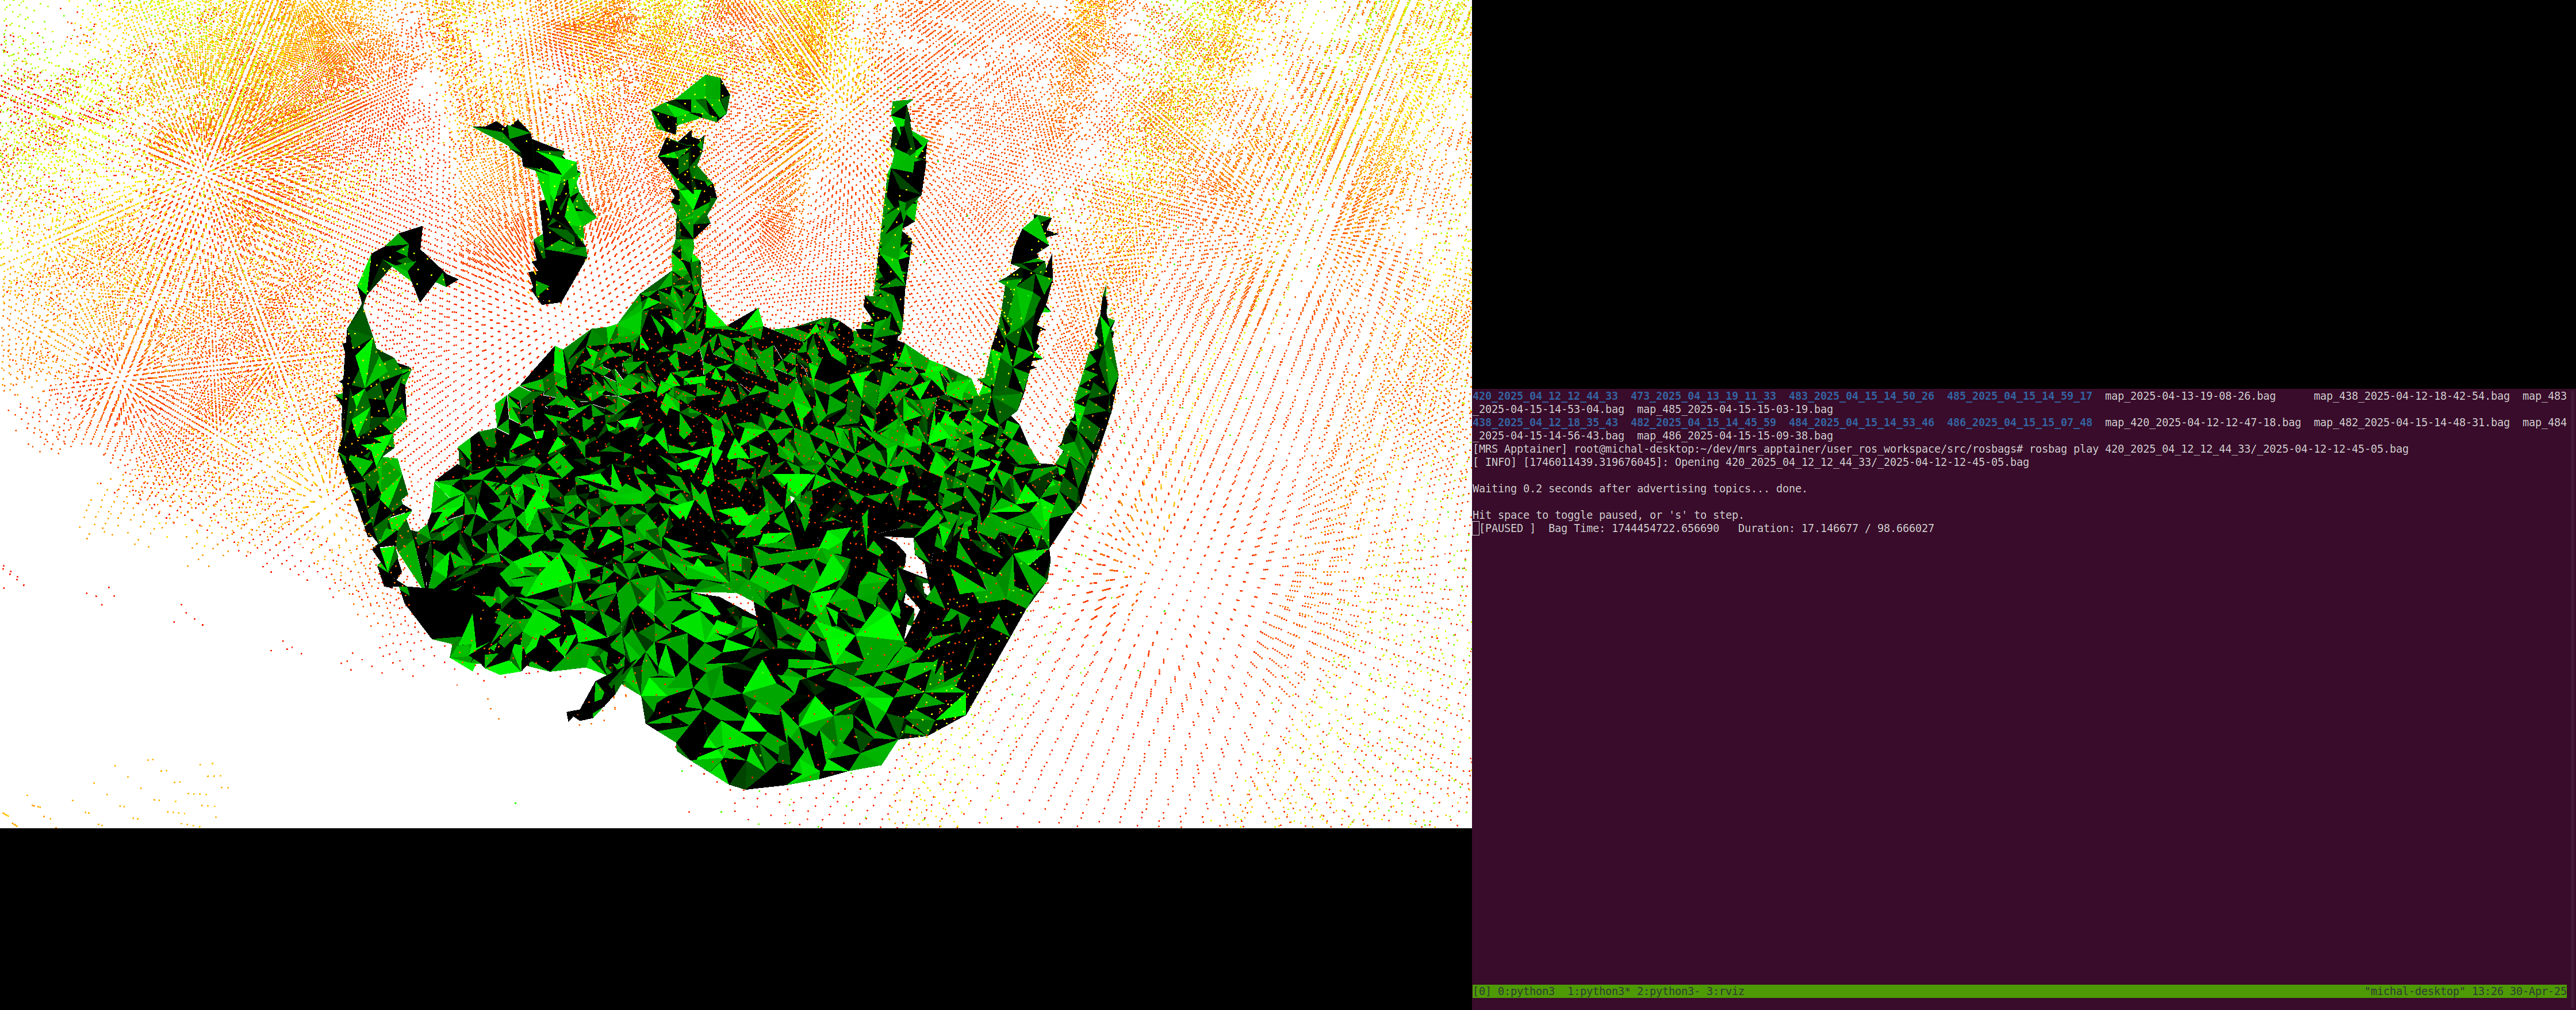 420_2025_04_12_12_44_33  473_2025_04_13_19_11_33  483_2025_04_15_14_50_26  485_2025_04_15_14_59_17  map_2025-04-13-19-08-26.bag      map_438_2025-04-12-18-42-54.bag  map_483
_2025-04-15-14-53-04.bag  map_485_2025-04-15-15-03-19.bag
438_2025_04_12_18_35_43  482_2025_04_15_14_45_59  484_2025_04_15_14_53_46  486_2025_04_15_15_07_48  map_420_2025-04-12-12-47-18.bag  map_482_2025-04-15-14-48-31.bag  map_484
_2025-04-15-14-56-43.bag  map_486_2025-04-15-15-09-38.bag
[MRS Apptainer] root@michal-desktop:~/dev/mrs_apptainer/user_ros_workspace/src/rosbags# rosbag play 420_2025_04_12_12_44_33/_2025-04-12-12-45-05.bag
[ INFO] [1746011439.319676045]: Opening 420_2025_04_12_12_44_33/_2025-04-12-12-45-05.bag
Waiting 0.2 seconds after advertising topics... done.
Hit space to toggle paused, or 's' to step.
[PAUSED ]  Bag Time: 1744454722.656690   Duration: 17.146677 / 98.666027
[0] 0:python3  1:python3* 2:python3- 3:rviz    "michal-desktop" 13:26 30-Apr-25